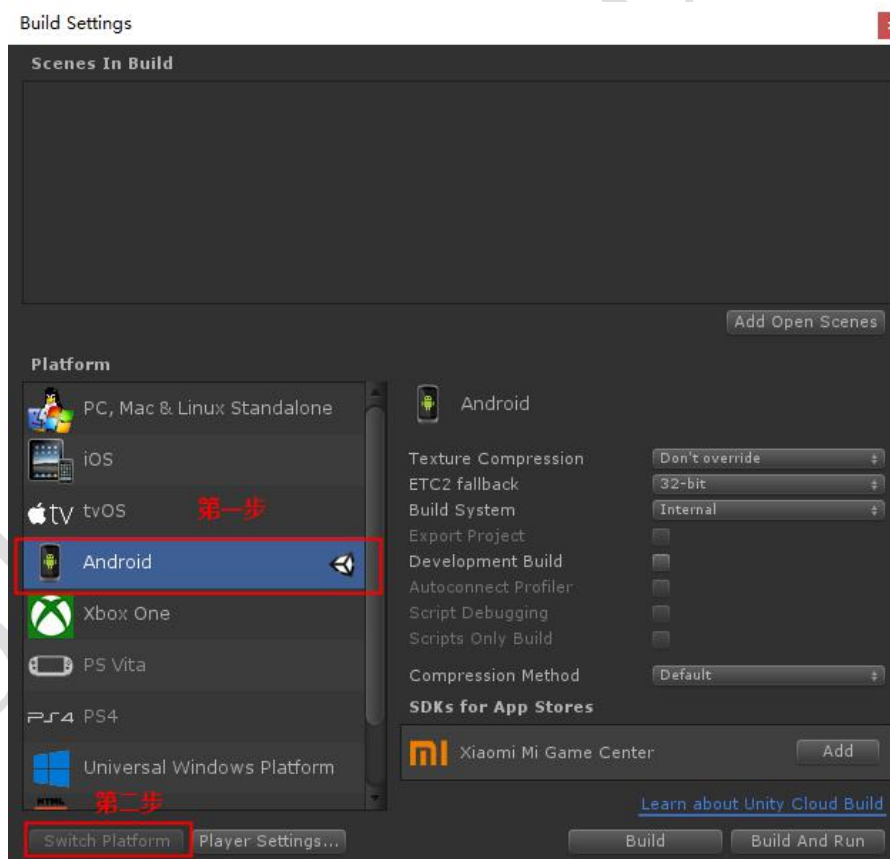 Build Settings
Scenes In Build
Add Open Scenes
Platform
PC, Mac & Linux Standalone
iOS
tv tvOS
第一步
Android
Xbox One
PS Vita
PS4 PS4
Universal Windows Platform
HTML
第二步
Switch Platform
Player Settings...
Android
Texture Compression Don't override
ETC2 fallback 32-bit
Build System Internal
Export Project
Development Build
Autoconnect Profiler
Script Debugging
Scripts Only Build
Compression Method Default
SDKs for App Stores
Xiaomi Mi Game Center Add
Learn about Unity Cloud Build
Build Build And Run